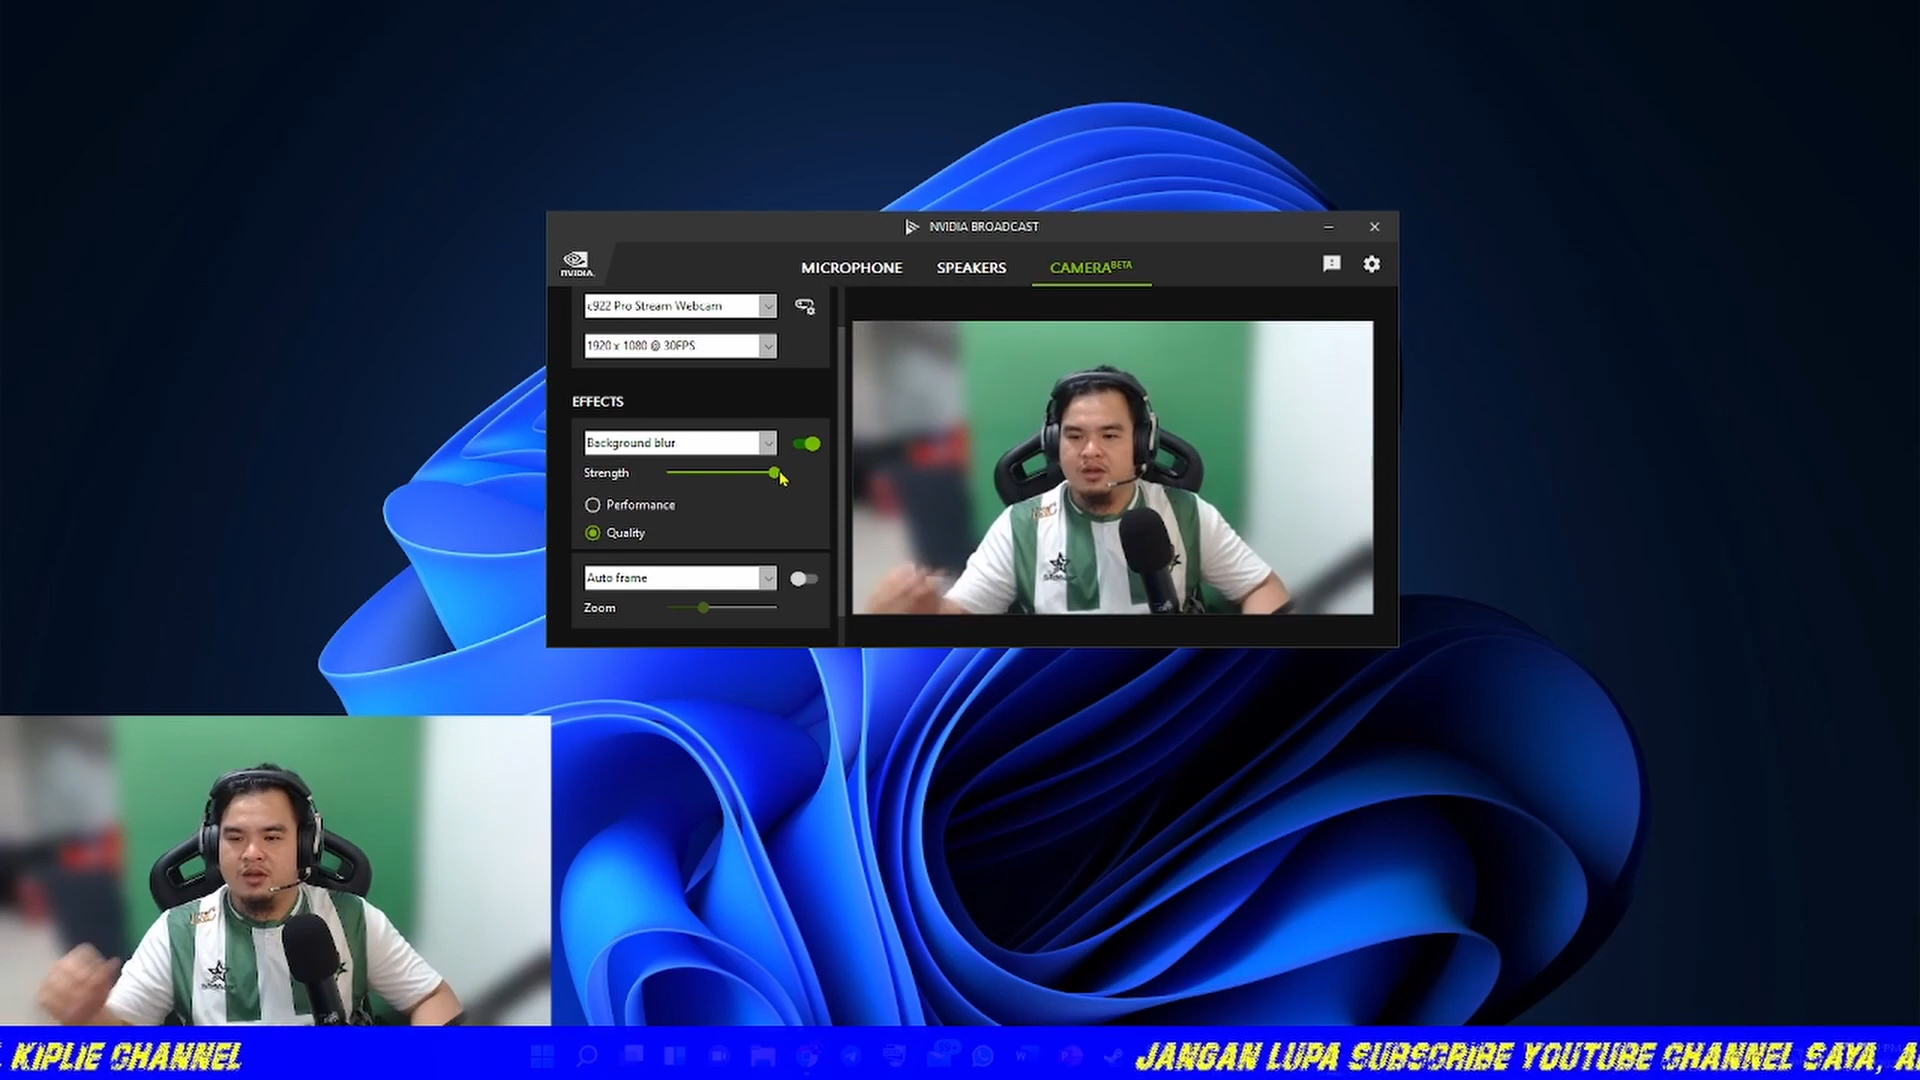 NVIDIA BROADCAST
NVIDIA.
MICROPHONE
SPEAKERS
CAMERA BETA
c922 Pro Stream Webcam
1920 x 1080 @ 30FPS
EFFECTS
Background blur
Strength
Performance
Quality
Auto frame
Zoom
KIPLIE CHANNEL
JANGAN LUPA SUBSCRIBE YOUTUBE CHANNEL SAYA,